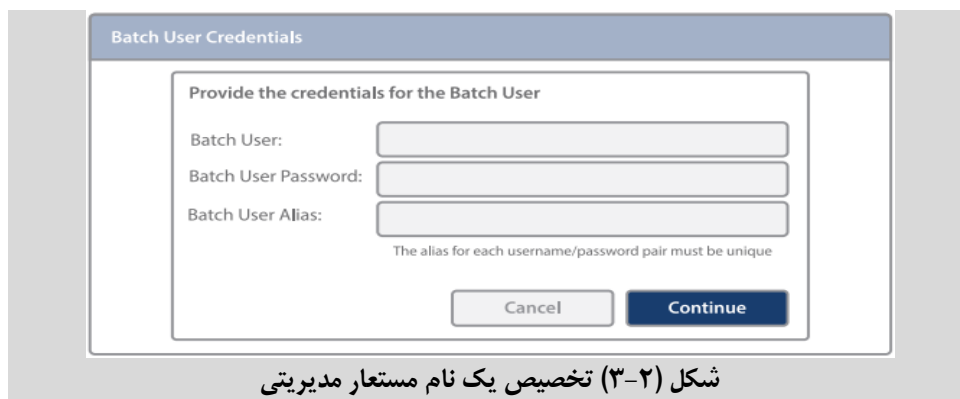 Batch User Credentials
Provide the credentials for the Batch User
Batch User:
Batch User Password:
Batch User Alias:
The alias for each username/password pair must be unique
Cancel Continue
شکل (۲-۳) تخصیص یک نام مستعار مدیریتی